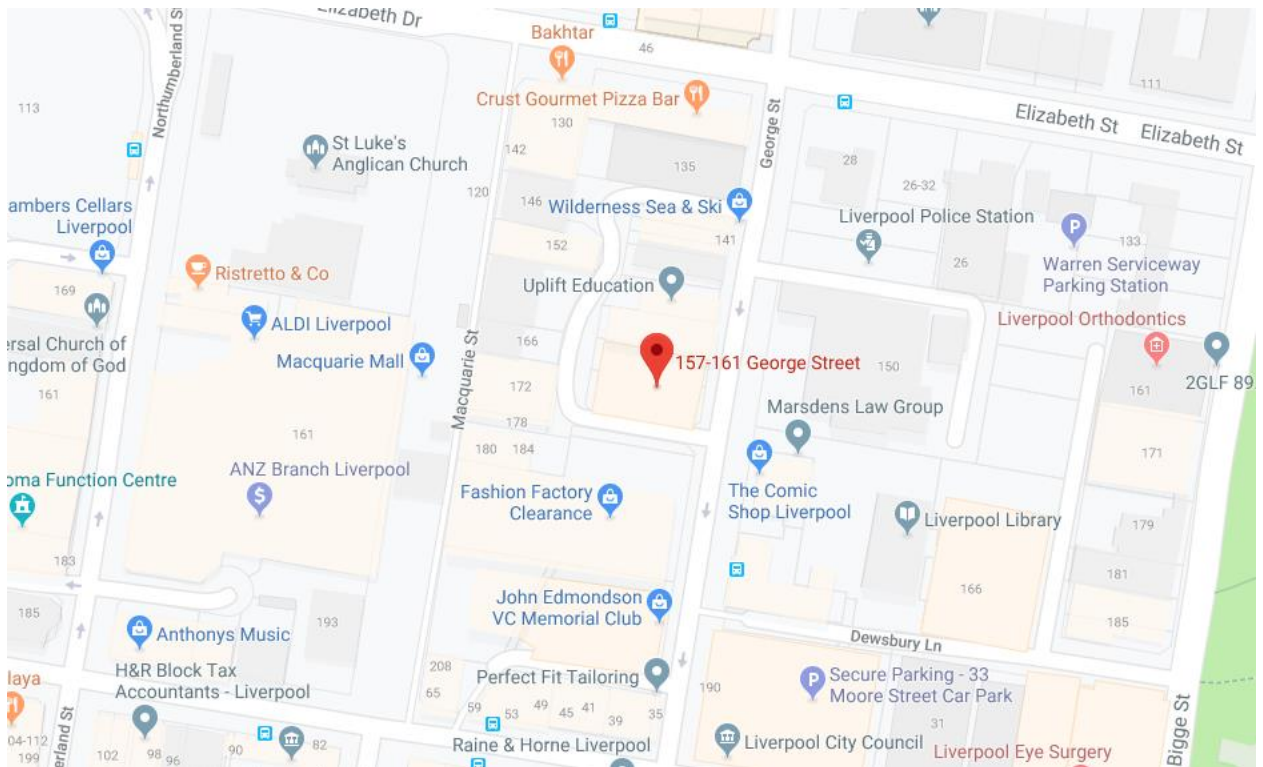 Elizabeth Dr
Northumberland St
Bakhtar
46
111
Crust Gourmet Pizza Bar
113
130
Elizabeth St
Elizabeth St
George St
St Luke's
Anglican Church
142
135
28
26-32
120
146
Wilderness Sea & Ski
Liverpool Police Station
ambers Cellars
Liverpool
152
141
133
26
Warren Serviceway
Parking Station
Ristretto & Co
Uplift Education
169
ALDI Liverpool
Liverpool Orthodontics
ersal Church of
ngdom of God
Macquarie Mall
Macquarie St
166
157-161 George Street
150
161
2GLF 89
161
172
Marsdens Law Group
178
161
180
184
171
ANZ Branch Liverpool
oma Function Centre
Fashion Factory
Clearance
The Comic
Shop Liverpool
Liverpool Library
179
183
181
185
John Edmondson
VC Memorial Club
166
193
185
Anthonys Music
Dewsbury Ln
H&R Block Tax
Accountants - Liverpool
208
65
Perfect Fit Tailoring
190
Secure Parking - 33
Moore Street Car Park
laya
59
53
49
45
41
39
35
31
Bigge St
erland St
04-112
199
102
98
96
90
82
Raine & Horne Liverpool
Liverpool City Council
Liverpool Eye Surgery